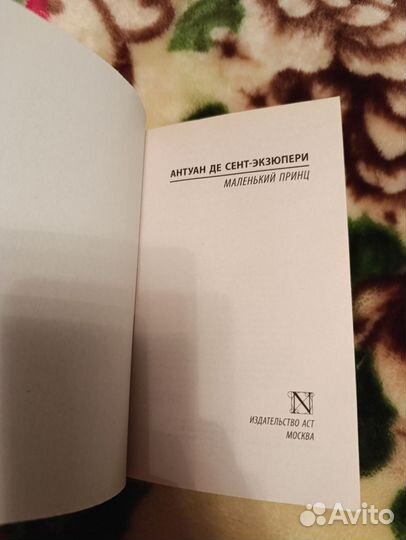 АНТУАН ДЕ СЕНТ-ЭКЗЮПЕРИ
МАЛЕНЬКИЙ ПРИНЦ
N
ИЗДАТЕЛЬСТВО АСТ
МОСКВА
Avito